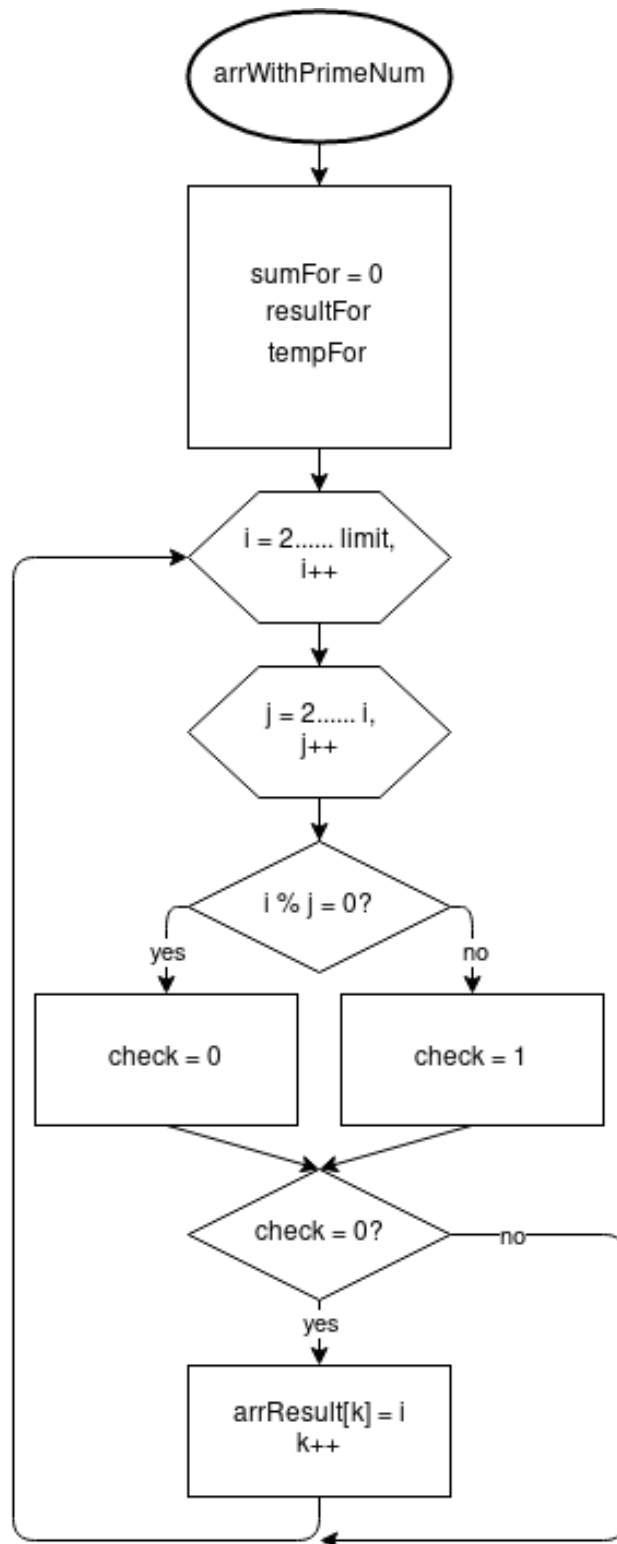 arrWithPrimeNum
sumFor = 0
resultFor
tempFor
i = 2...... limit,
i++
j = 2...... i,
j++
i % j = 0?
yes
no
check = 0
check = 1
check = 0?
no
yes
arrResult[k] = i
k++